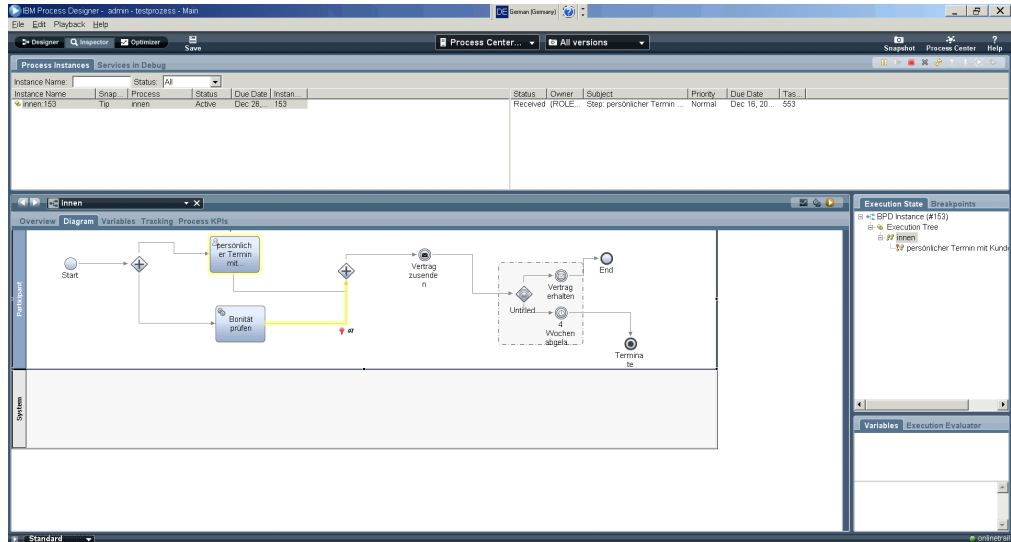 IBM Process Designer - admin - testprozess - Main
DE German (Germany)
File Edit Playback Help
Designer Inspector Optimizer
Save
Process Center... All versions
Snapshot Process Center Help
Process Instances Services in Debug
Instance Name: Status: All
Instance Name Snap... Process Status Due Date Instan...
innen:153 Tip innen Active Dec 26,... 153
Status Owner Subject Priority Due Date Tas...
Received (ROLE... Step: persönlicher Termin ... Normal Dec 16, 20... 553
innen
Overview Diagram Variables Tracking Process KPIs
Participant
Start
persönlich
er Termin
mit...
Bonität
prüfen
Vertrag
zusende
n
Untitled
Vertrag
erhalten
4
Wochen
abgela...
End
Termina
te
System
Execution State Breakpoints
BPD Instance (#153)
Execution Tree
innen
persönlicher Termin mit Kunde
Variables Execution Evaluator
Standard
onlinetrail